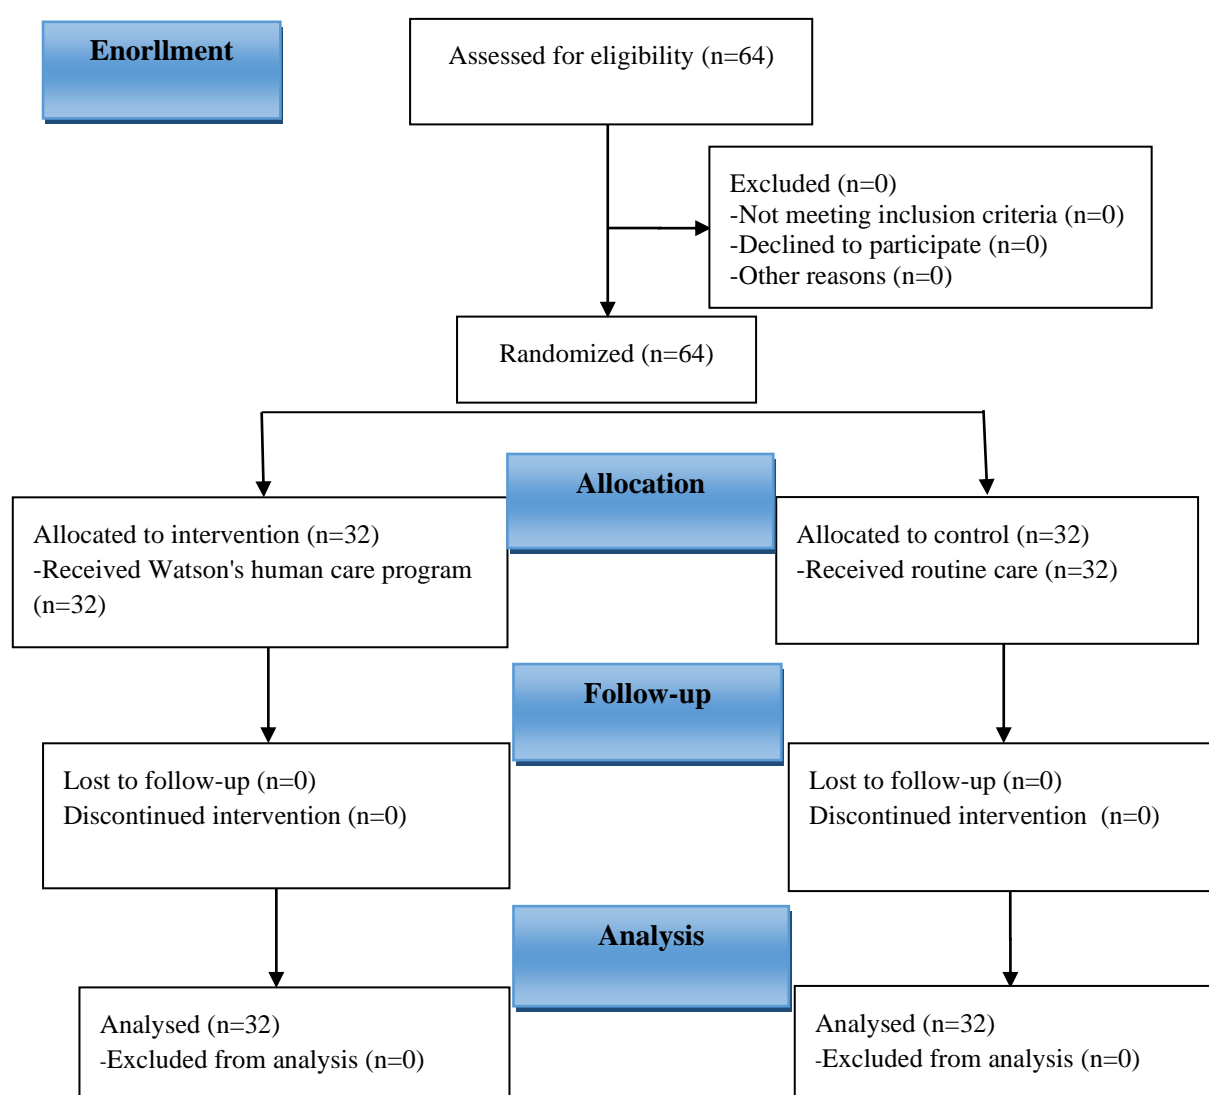 Enorllment
Assessed for eligibility (n=64)
Excluded (n=0)
-Not meeting inclusion criteria (n=0)
-Declined to participate (n=0)
-Other reasons (n=0)
Randomized (n=64)
Allocation
Allocated to intervention (n=32)
-Received Watson's human care program
(n=32)
Allocated to control (n=32)
-Received routine care (n=32)
Follow-up
Lost to follow-up (n=0)
Discontinued intervention (n=0)
Lost to follow-up (n=0)
Discontinued intervention  (n=0)
Analysis
Analysed (n=32)
-Excluded from analysis (n=0)
Analysed (n=32)
-Excluded from analysis (n=0)